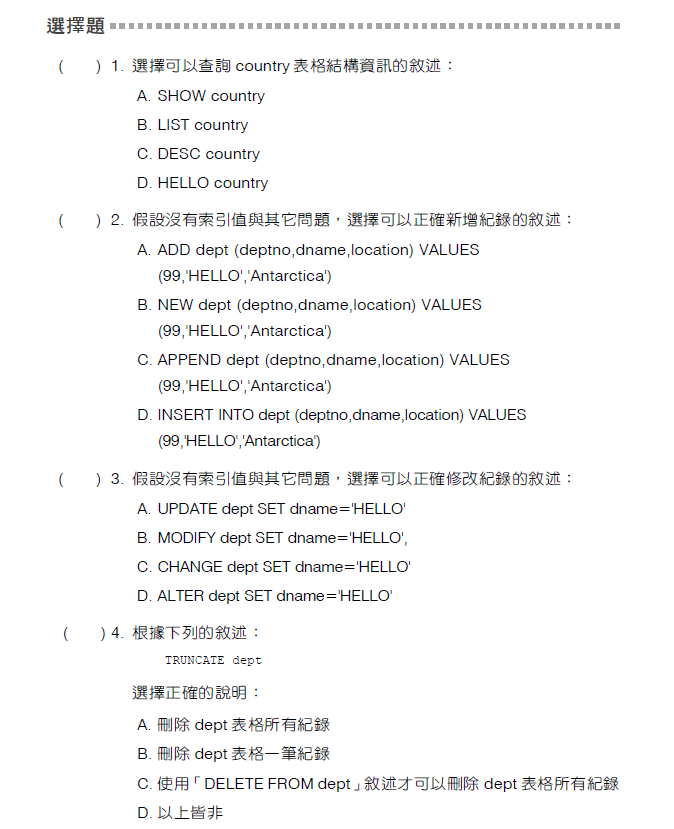 選擇題
(　　) 1. 選擇可以查詢 country 表格結構資訊的敘述：
A. SHOW country
B. LIST country
C. DESC country
D. HELLO country
(　　) 2. 假設沒有索引值與其它問題，選擇可以正確新增紀錄的敘述：
A. ADD dept (deptno,dname,location) VALUES
(99,'HELLO','Antarctica')
B. NEW dept (deptno,dname,location) VALUES
(99,'HELLO','Antarctica')
C. APPEND dept (deptno,dname,location) VALUES
(99,'HELLO','Antarctica')
D. INSERT INTO dept (deptno,dname,location) VALUES
(99,'HELLO','Antarctica')
(　　) 3. 假設沒有索引值與其它問題，選擇可以正確修改紀錄的敘述：
A. UPDATE dept SET dname='HELLO'
B. MODIFY dept SET dname='HELLO',
C. CHANGE dept SET dname='HELLO'
D. ALTER dept SET dname='HELLO'
(　　) 4. 根據下列的敘述：
TRUNCATE dept
選擇正確的說明：
A. 刪除 dept 表格所有紀錄
B. 刪除 dept 表格一筆紀錄
C. 使用「DELETE FROM dept」敘述才可以刪除 dept 表格所有紀錄
D. 以上皆非